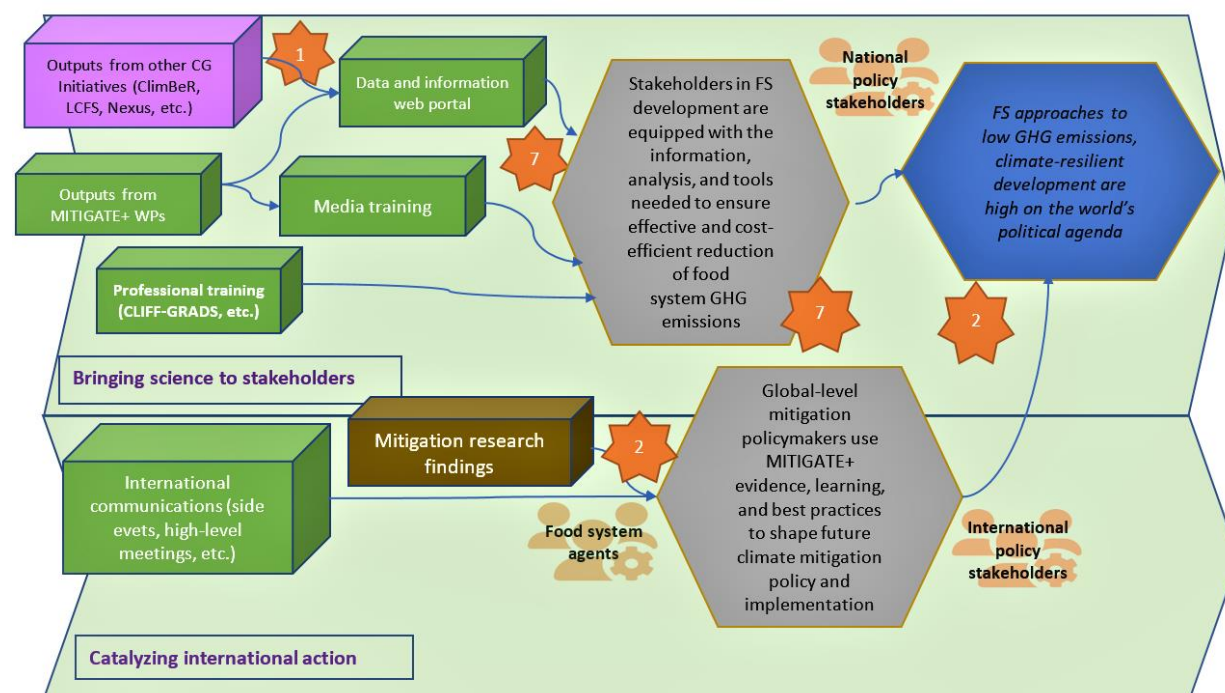 Outputs from other CG
Initiatives (ClimBeR,
LCFS, Nexus, etc.)
1
Data and information
web portal
Outputs from
MITIGATE+ WPs
Media training
Professional training
(CLIFF-GRADS, etc.)
7
Stakeholders in FS
development are
equipped with the
information,
analysis, and tools
needed to ensure
effective and cost-
efficient reduction
of food
system GHG
emissions
7
National
policy
stakeholders
FS approaches to
low GHG emissions,
climate-resilient
development are
high on the world's
political agenda
2
Bringing science to stakeholders
International
communications (side
evets, high-level
meetings, etc.)
Mitigation research
findings
2
Food system
agents
Global-level
mitigation
policymakers use
MITIGATE+
evidence, learning,
and best practices
to shape future
climate mitigation
policy and
implementation
International
policy
stakeholders
Catalyzing international action